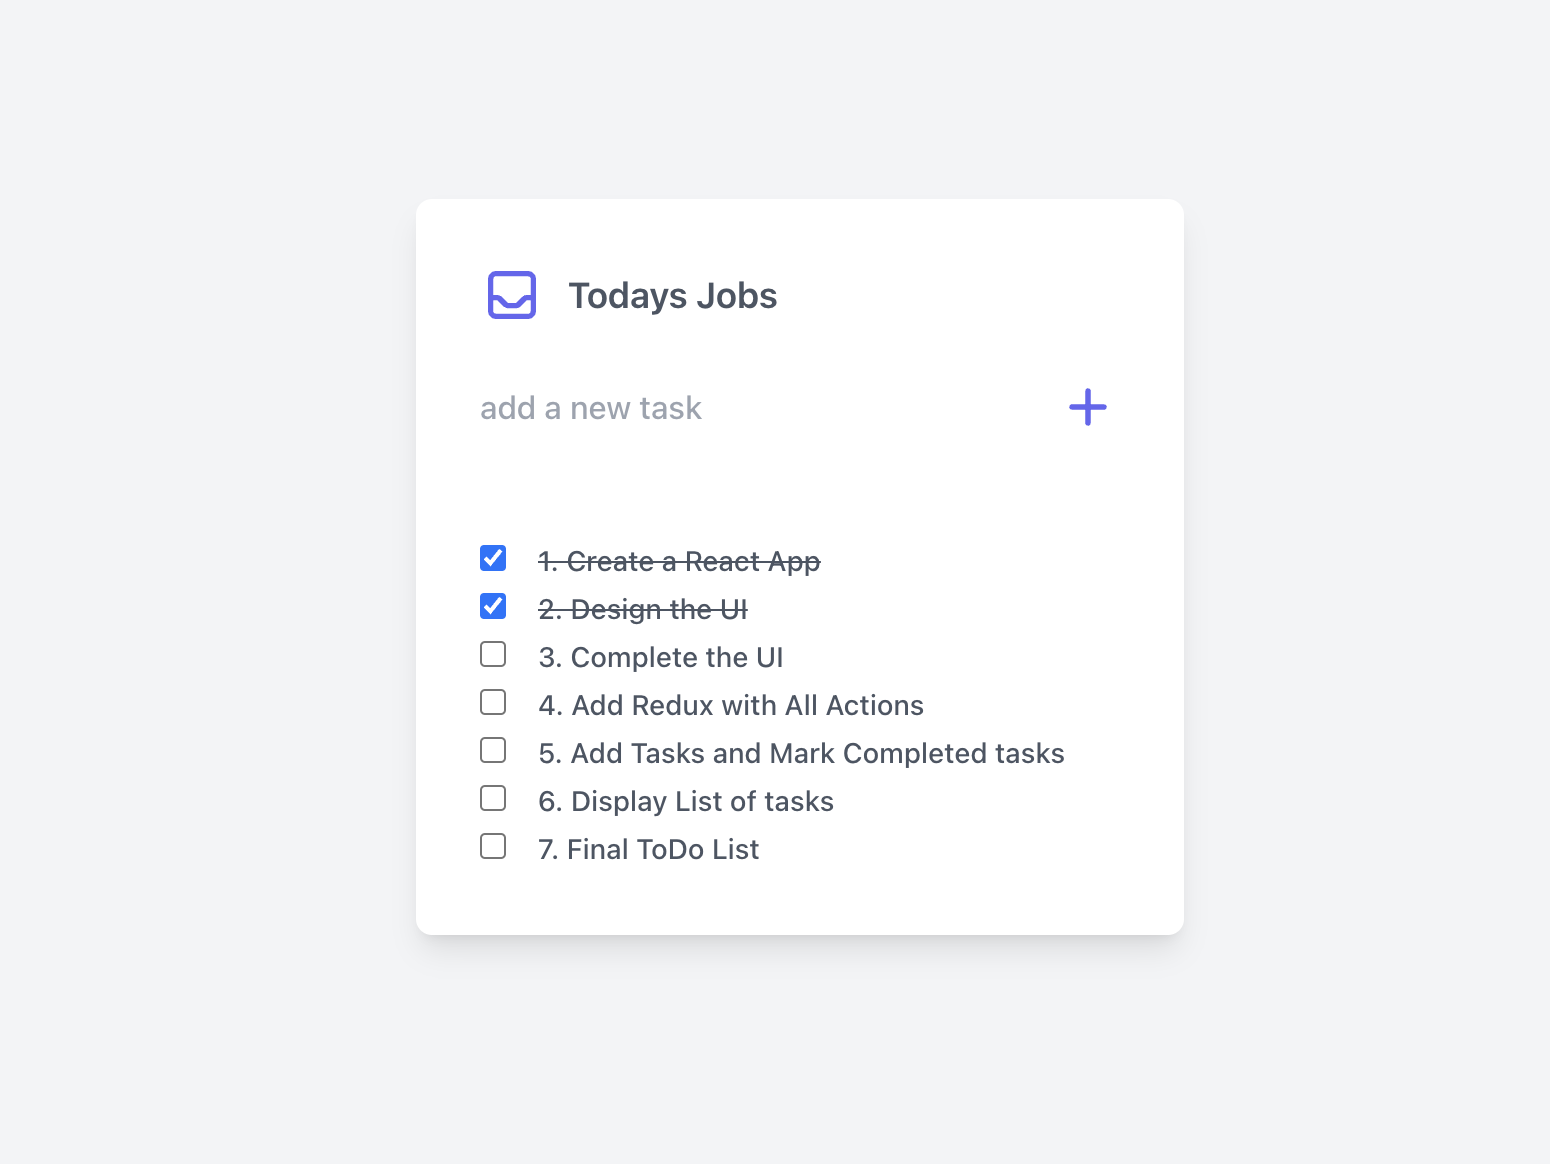 Todays Jobs
add a new task
1. Create a React App
2. Design the UI
3. Complete the UI
4. Add Redux with All Actions
5. Add Tasks and Mark Completed tasks
6. Display List of tasks
7. Final ToDo List